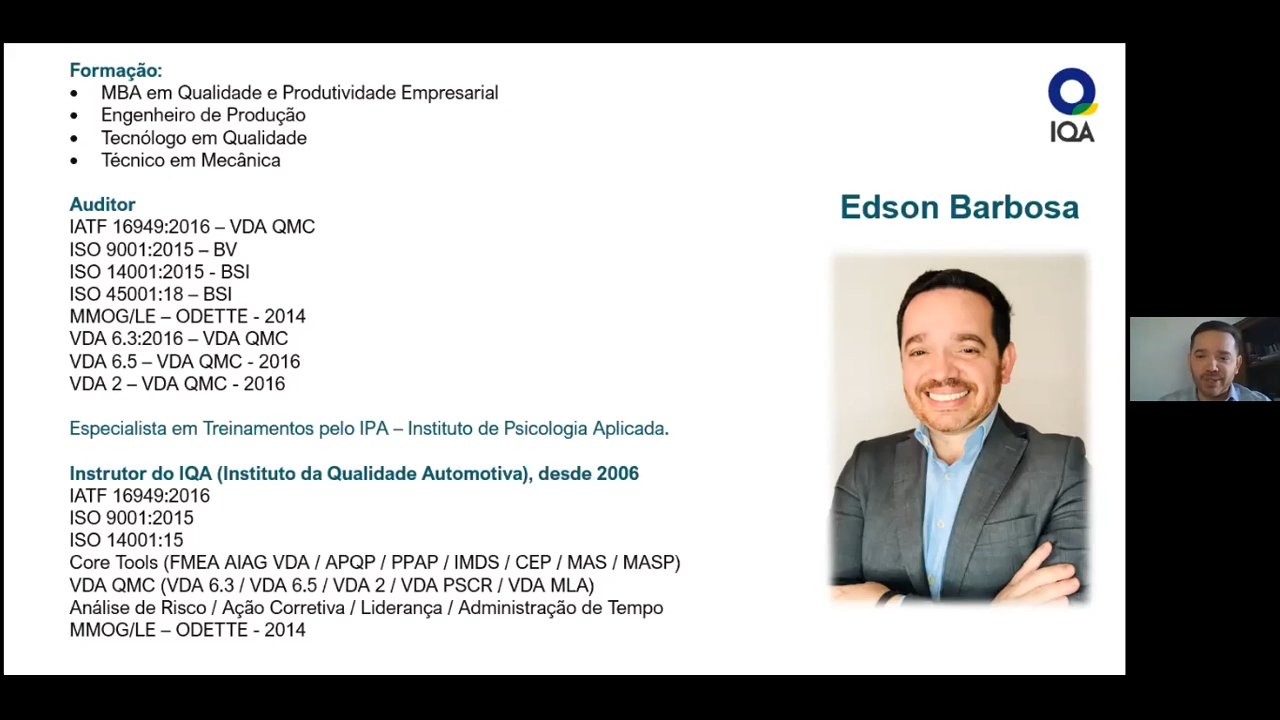 Formação:
• MBA em Qualidade e Produtividade Empresarial
• Engenheiro de Produção
• Tecnólogo em Qualidade
• Técnico em Mecânica
Auditor
IATF 16949:2016 – VDA QMC
ISO 9001:2015 – BV
ISO 14001:2015 - BSI
ISO 45001:18 – BSI
MMOG/LE – ODETTE - 2014
VDA 6.3:2016 – VDA QMC
VDA 6.5 – VDA QMC - 2016
VDA 2 – VDA QMC - 2016
Especialista em Treinamentos pelo IPA – Instituto de Psicologia Aplicada.
Instrutor do IQA (Instituto da Qualidade Automotiva), desde 2006
IATF 16949:2016
ISO 9001:2015
ISO 14001:15
Core Tools (FMEA AIAG VDA / APQP / PPAP / IMDS / CEP / MAS / MASP)
VDA QMC (VDA 6.3 / VDA 6.5 / VDA 2 / VDA PSCR / VDA MLA)
Análise de Risco / Ação Corretiva / Liderança / Administração de Tempo
MMOG/LE – ODETTE - 2014
IQA
Edson Barbosa